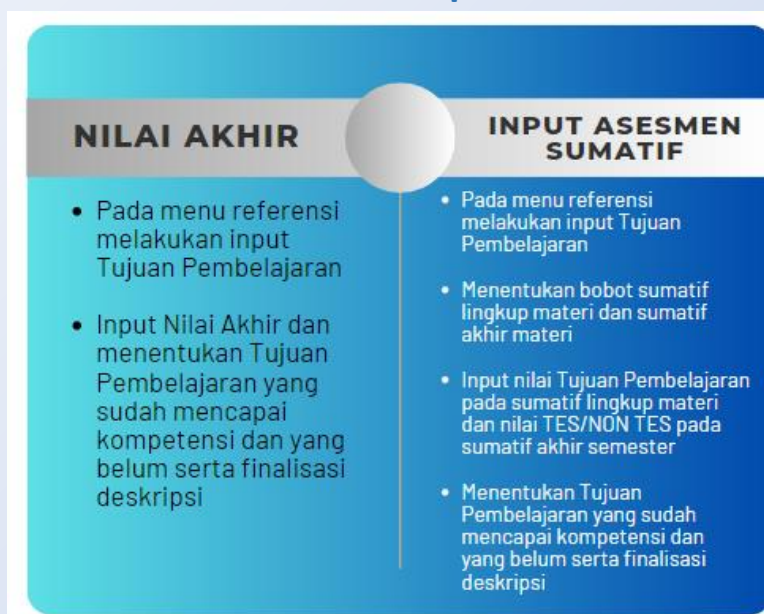 NILAI AKHIR
• Pada menu referensi
melakukan input
Tujuan Pembelajaran
• Input Nilai Akhir dan
menentukan Tujuan
Pembelajaran yang
sudah mencapai
kompetensi dan yang
belum serta finalisasi
deskripsi
INPUT ASESMEN
SUMATIF
• Pada menu referensi
melakukan input Tujuan
Pembelajaran
• Menentukan bobot sumatif
lingkup materi dan sumatif
akhir materi
• Input nilai Tujuan Pembelajaran
pada sumatif lingkup materi
dan nilai TES/NON TES pada
sumatif akhir semester
• Menentukan Tujuan
Pembelajaran yang sudah
mencapai kompetensi dan
yang belum serta finalisasi
deskripsi